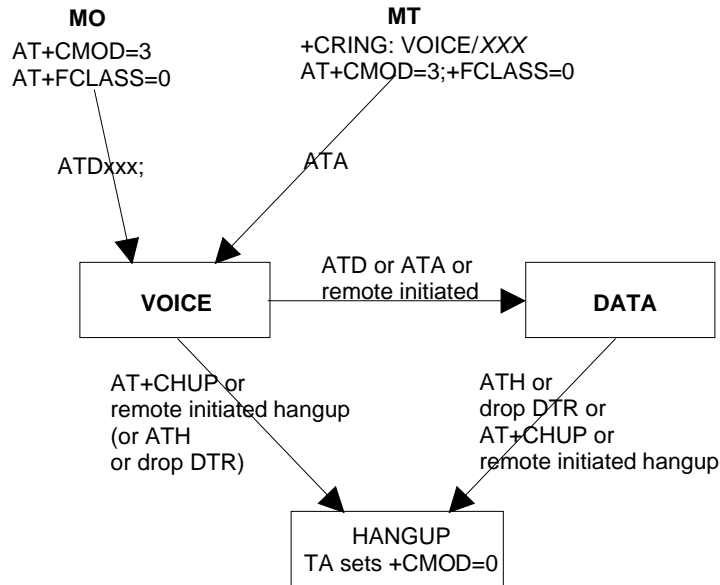 MO
AT+CMOD=3
AT+FCLASS=0
MT
+CRING: VOICE/XXX
AT+CMOD=3;+FCLASS=0
ATDxxx;
ATA
VOICE
ATD or ATA or
remote initiated
DATA
AT+CHUP or
remote initiated hangup
(or ATH
or drop DTR)
ATH or
drop DTR or
AT+CHUP or
remote initiated hangup
HANGUP
TA sets +CMOD=0